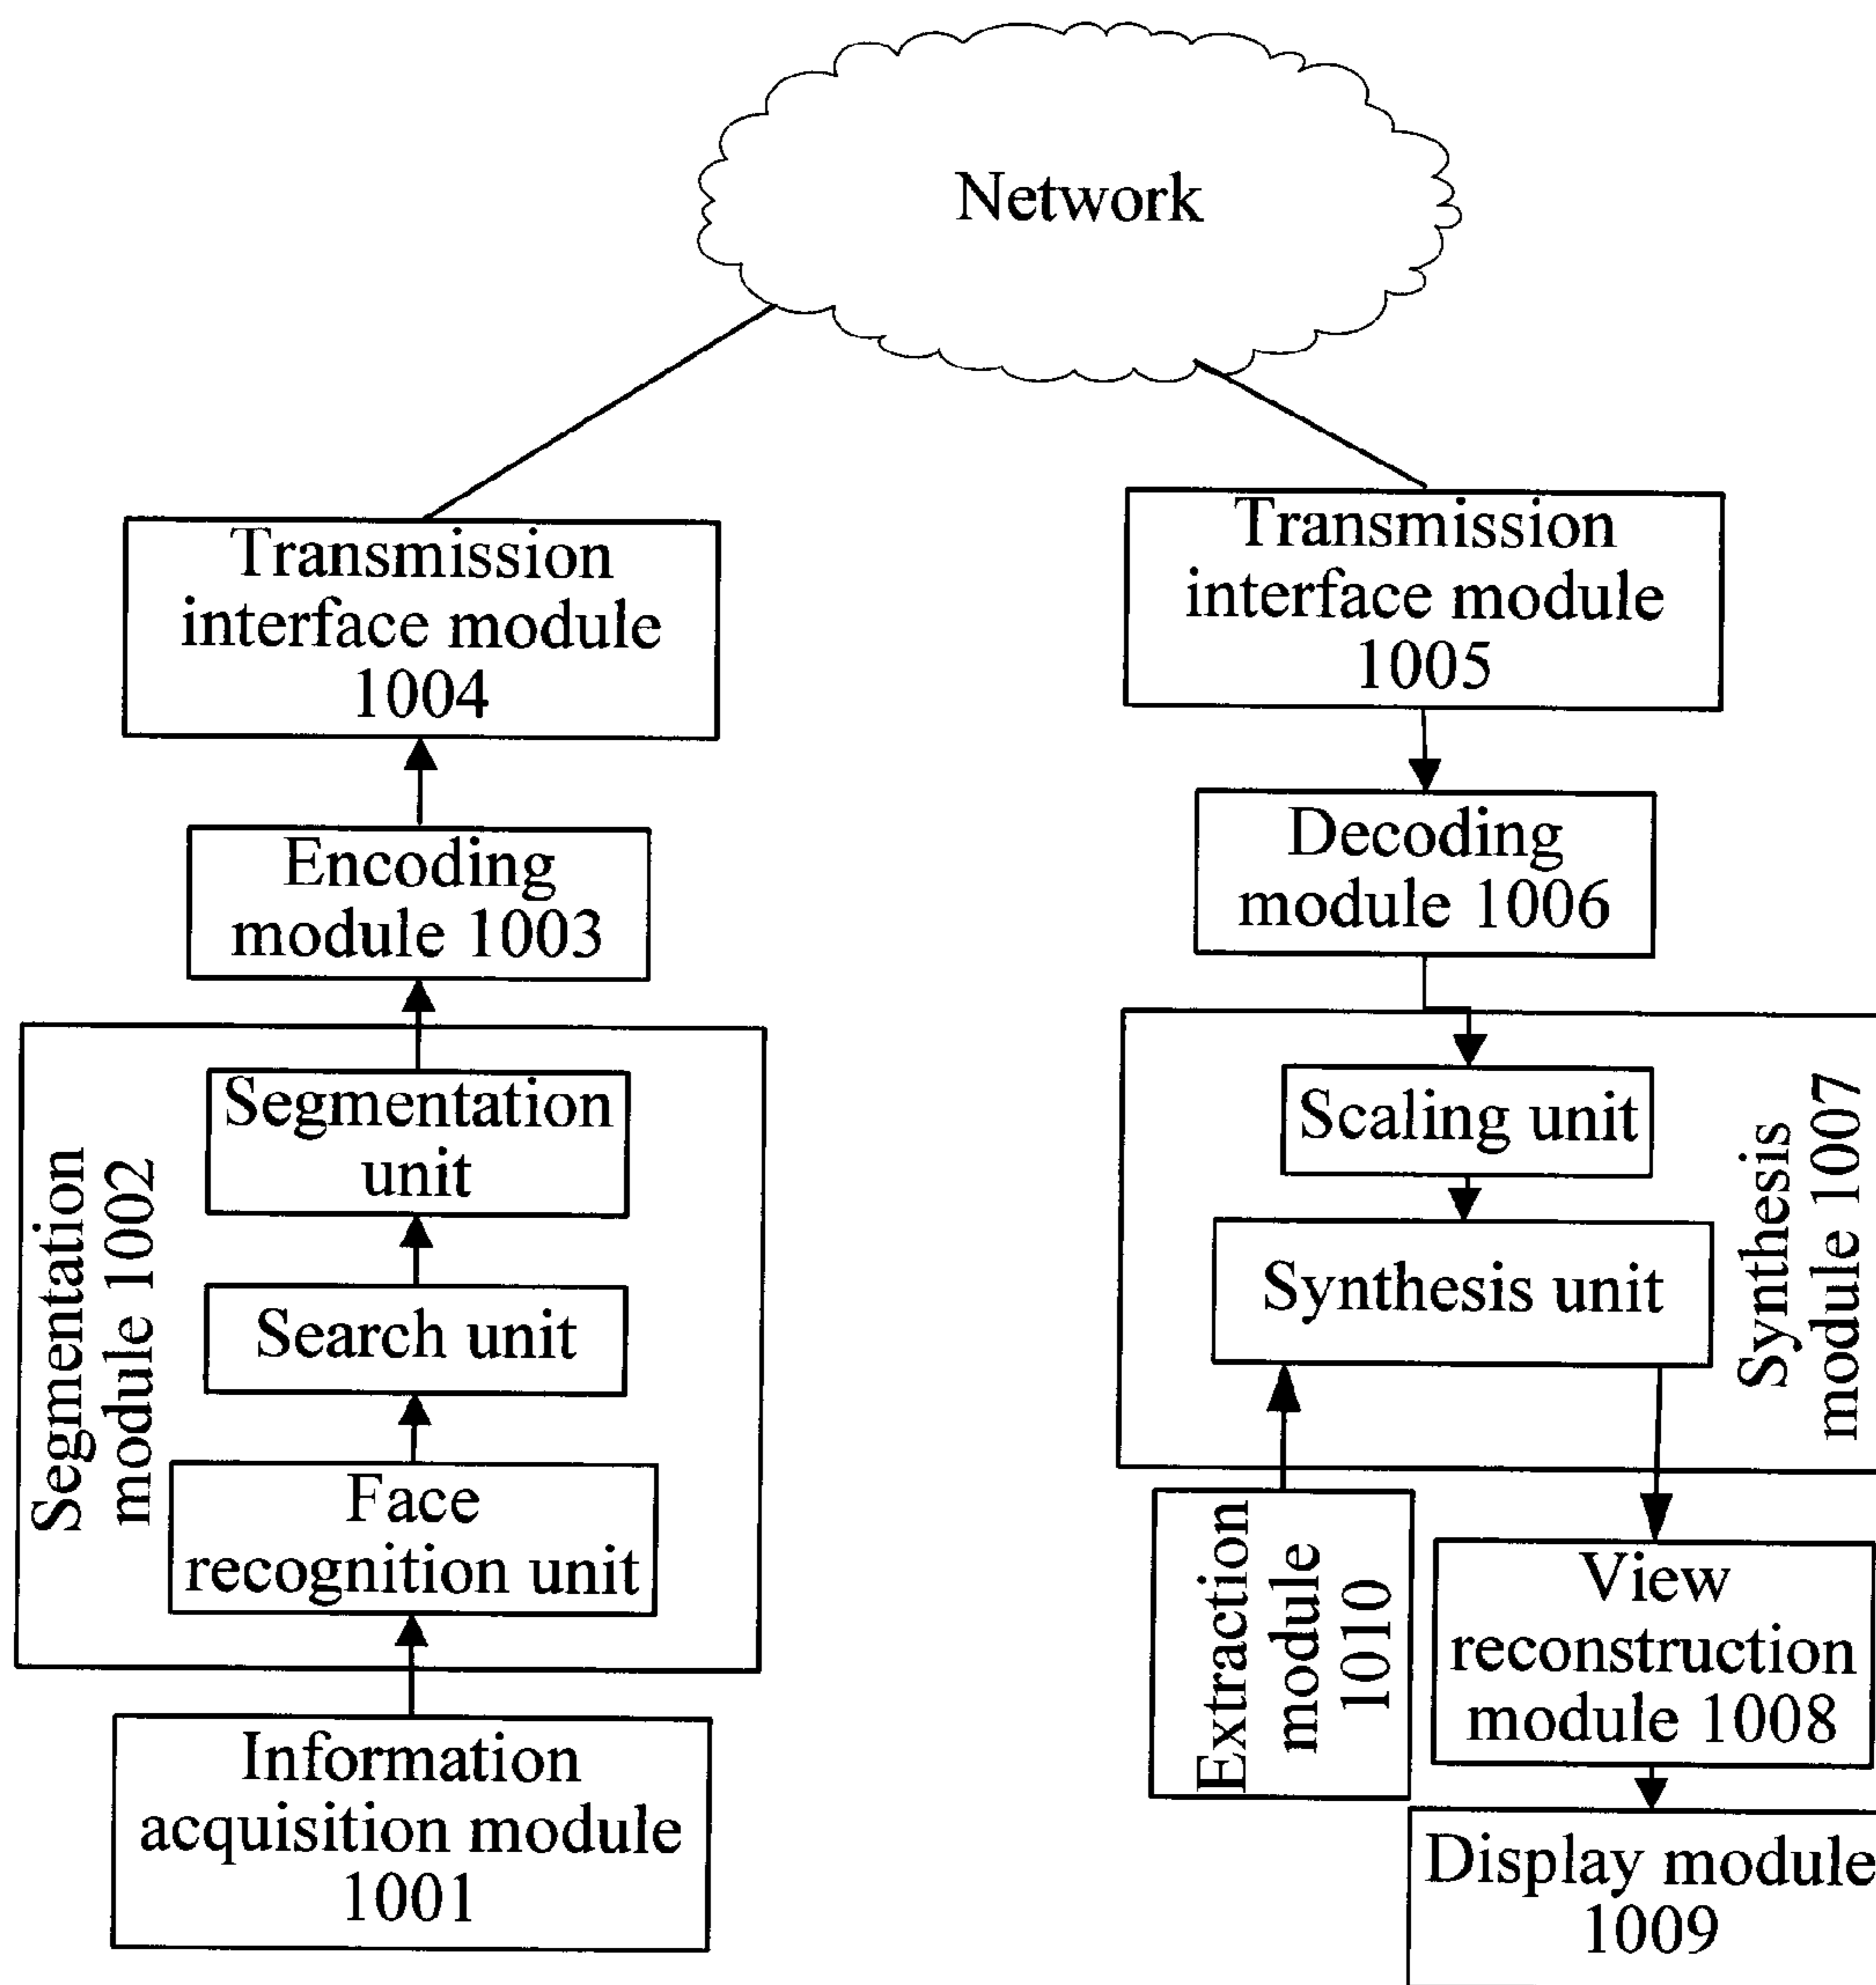 Network
Transmission
interface module
1004
Transmission
interface module
1005
Encoding
module 1003
Decoding
module 1006
Segmentation
module 1002
Segmentation
unit
Search unit
Face
recognition unit
Scaling unit
Synthesis unit
Synthesis
module 1007
Information
acquisition module
1001
Extraction
module
1010
View
reconstruction
module 1008
Display module
1009